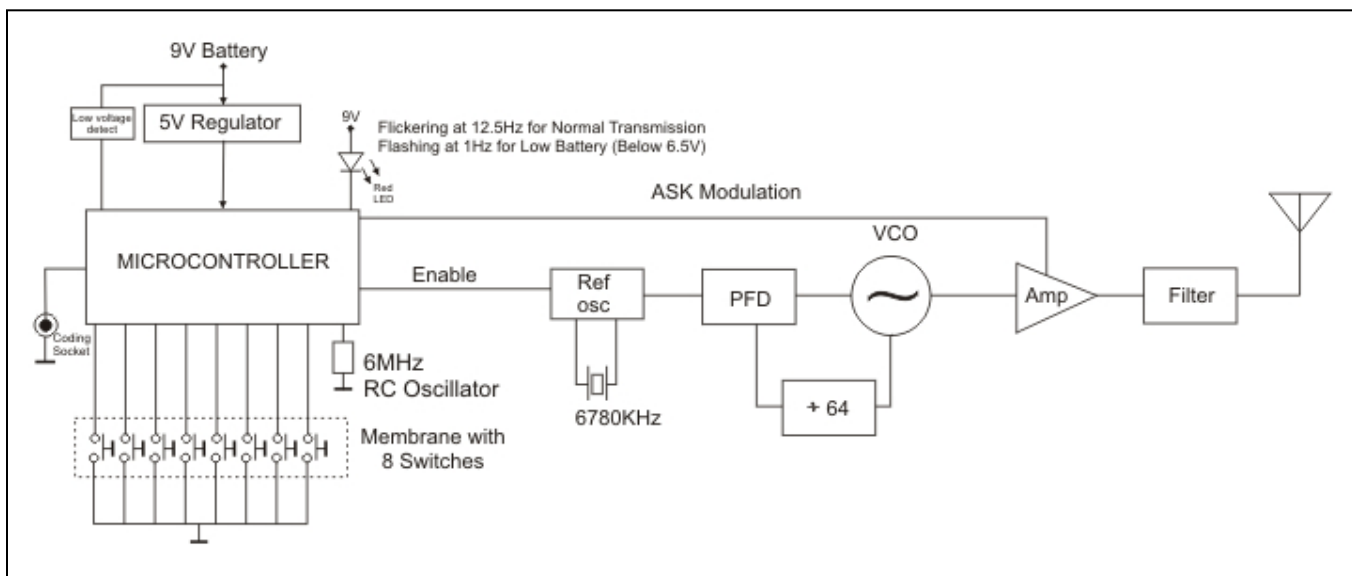 9V Battery
Low voltage
detect
5V Regulator
9V
Flickering at 12.5Hz for Normal Transmission
Flashing at 1Hz for Low Battery (Below 6.5V)
Red
LED
ASK Modulation
VCO
MICROCONTROLLER
Enable
Ref
osc
PFD
Amp
Filter
Coding
Socket
6MHz
RC Oscillator
6780KHz
÷ 64
Membrane with
8 Switches